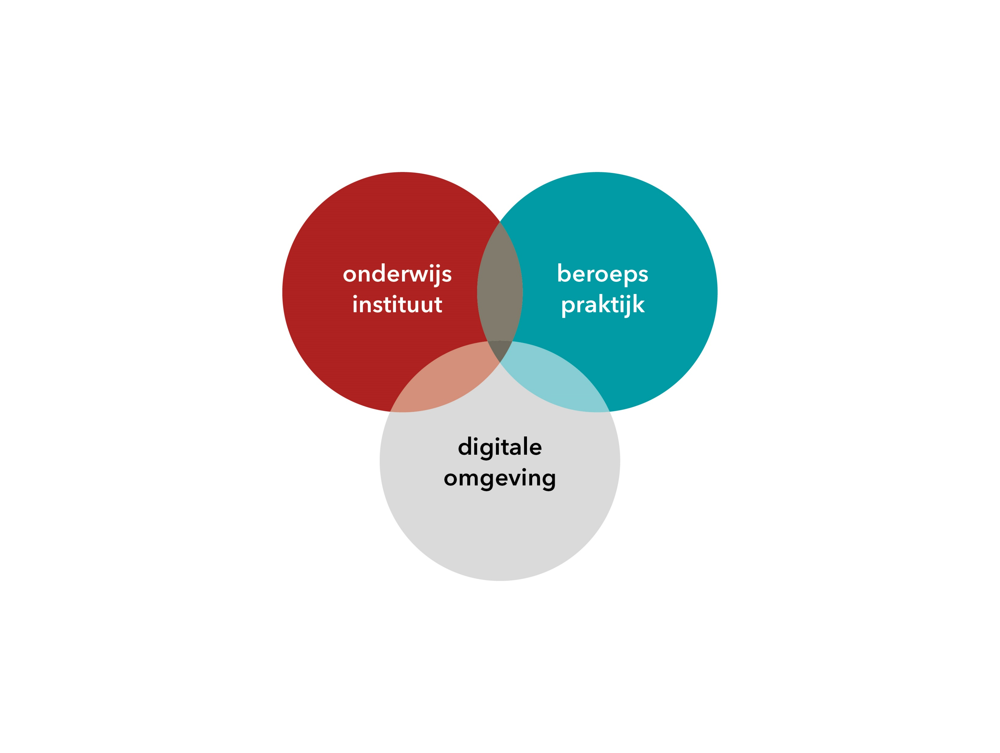 onderwijs
instituut
beroeps
praktijk
digitale
omgeving